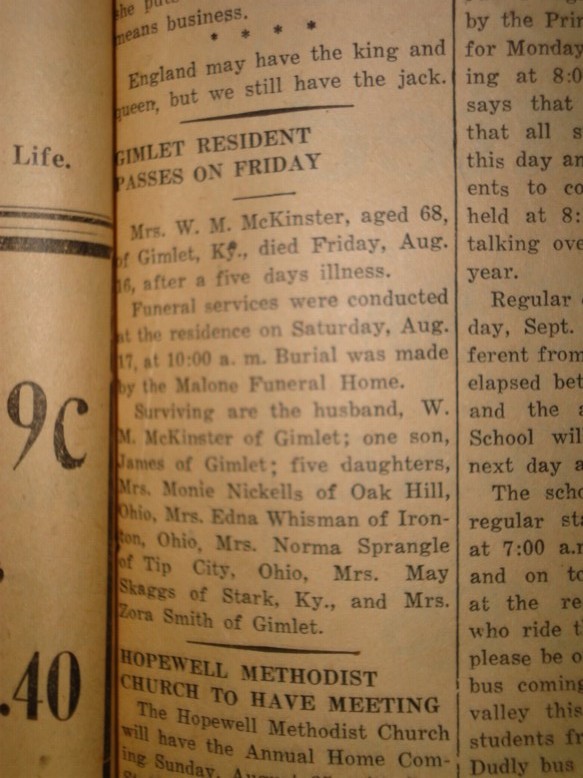 Life.
9c
.40
she
means business.
* * * *
England may have the king and
queen, but we still have the jack.
GIMLET RESIDENT
PASSES ON FRIDAY
Mrs. W. M. McKinster, aged 68,
of Gimlet, Ky., died Friday, Aug.
16, after a five days illness.
Funeral services were conducted
at the residence on Saturday, Aug.
17, at 10:00 a. m. Burial was made
by the Malone Funeral Home.
Surviving are the husband, W.
M. McKinster of Gimlet; one son,
James of Gimlet; five daughters,
Mrs. Monie Nickells of Oak Hill,
Ohio, Mrs. Edna Whisman of Iron-
ton, Ohio, Mrs. Norma Sprangle
of Tip City, Ohio, Mrs. May
Skaggs of Stark, Ky., and Mrs.
Zora Smith of Gimlet.
HOPEWELL METHODIST
CHURCH TO HAVE MEETING
The Hopewell Methodist Church
will have the Annual Home Com-
ing Sunday,
by the Prin
for Monday
ing at 8:0
says that
that all s
this day an
ents to co
held at 8:
talking ove
year.
Regular
day, Sept.
ferent from
elapsed bet
and the a
School will
next day a
The scho
regular sta
at 7:00 a.m
and on to
at the re
who ride t
please be o
bus coming
valley this
students fr
Dudly bus